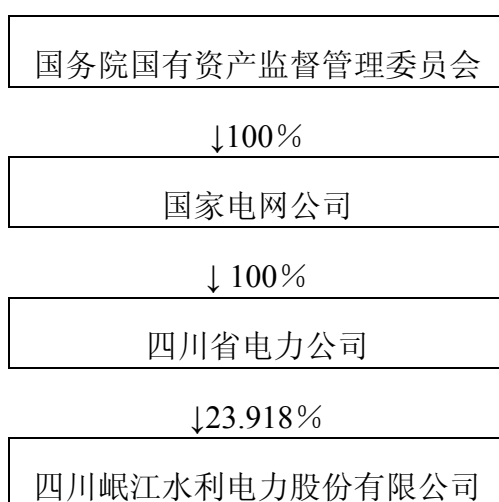 国务院国有资产监督管理委员会
↓100%
国家电网公司
↓ 100%
四川省电力公司
↓23.918%
四川岷江水利电力股份有限公司